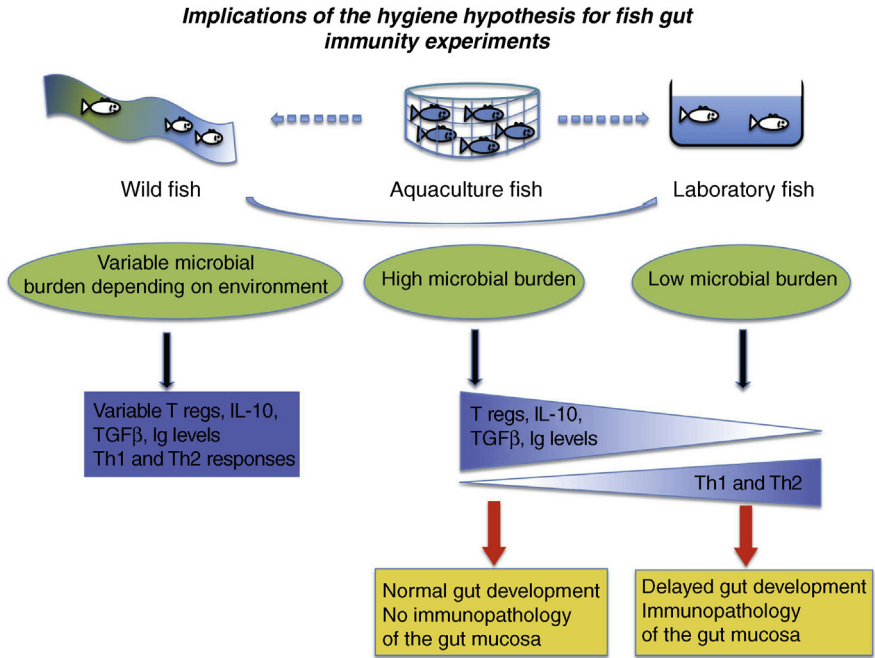 Implications of the hygiene hypothesis for fish gut
immunity experiments
Wild fish
Aquaculture fish
Laboratory fish
Variable microbial
burden depending on environment
High microbial burden
Low microbial burden
Variable T regs, IL-10,
TGFβ, Ig levels
Th1 and Th2 responses
T regs, IL-10,
TGFβ, Ig levels
Th1 and Th2
Normal gut development
No immunopathology
of the gut mucosa
Delayed gut development
Immunopathology
of the gut mucosa